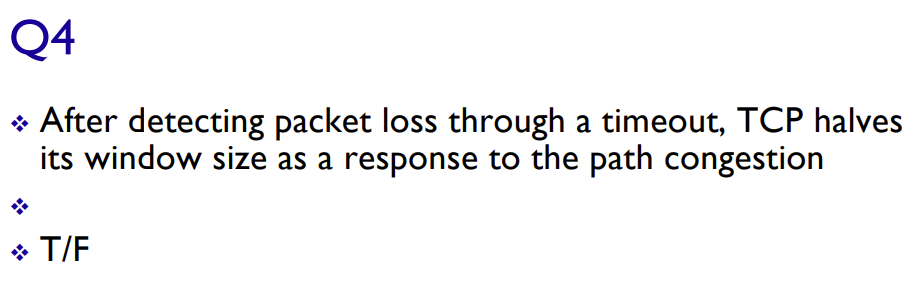 Q4
After detecting packet loss through a timeout, TCP halves
its window size as a response to the path congestion
T/F